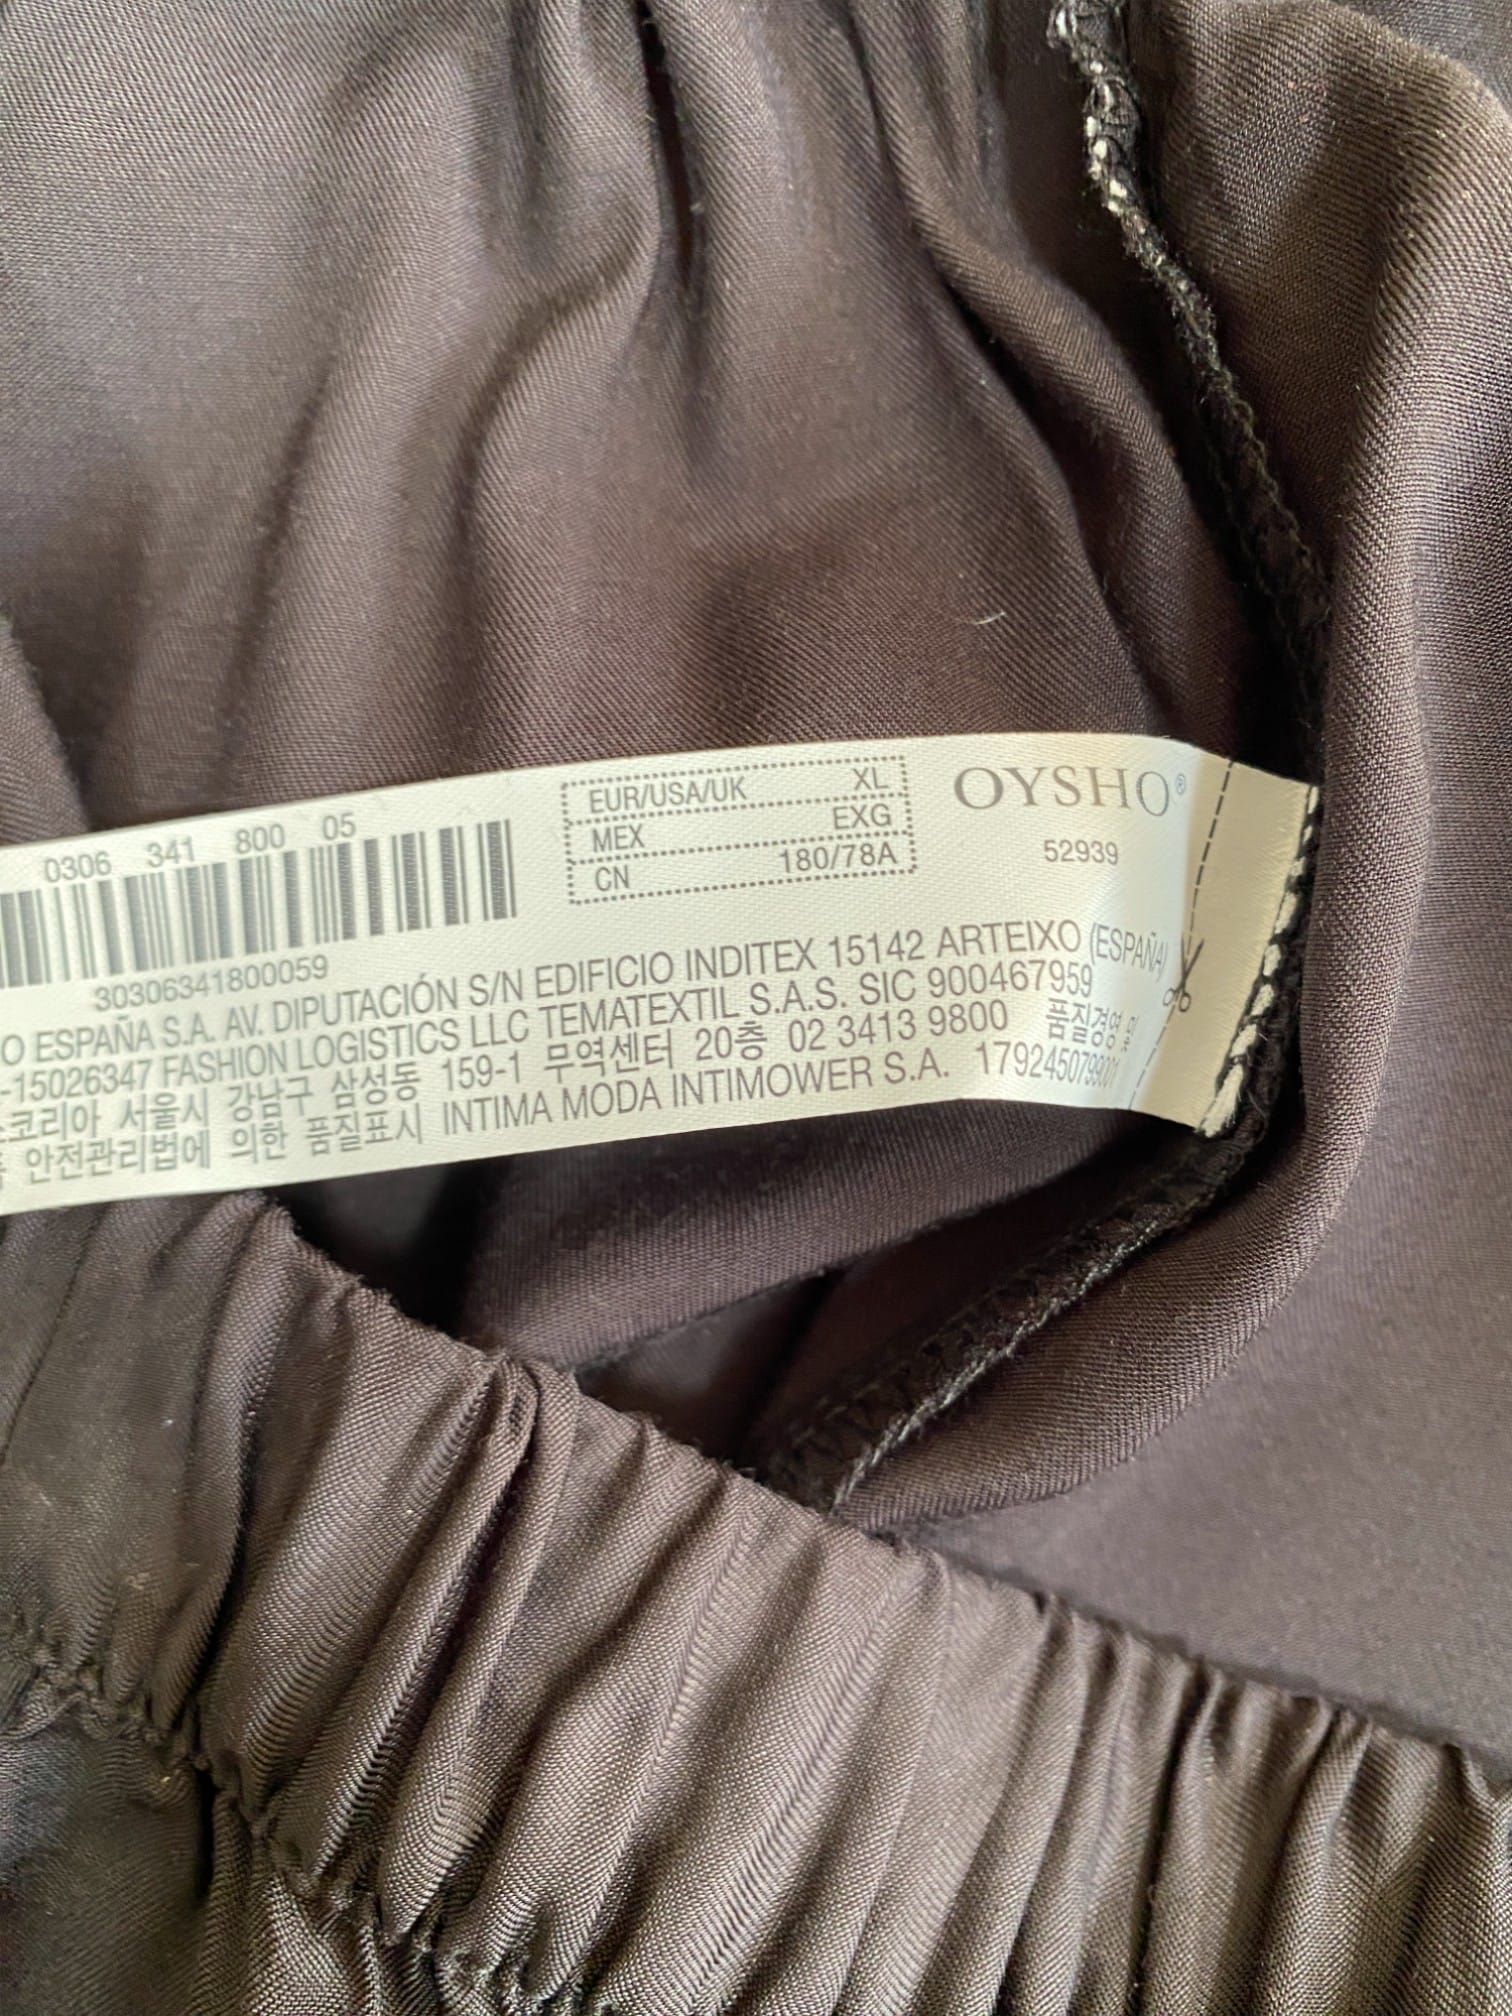 OYSHO®
52939
EUR/USA/UK XL
MEX EXG
CN 180/78A
0306 341 800 05
30306341800059
O ESPAÑA S.A. AV. DIPUTACIÓN S/N EDIFICIO INDITEX 15142 ARTEIXO (ESPAÑA)
-15026347 FASHION LOGISTICS LLC TEMATEXTIL S.A.S. SIC 900467959
코리아 서울시 강남구 삼성동 159-1 무역센터 20층 02 3413 9800 품질경영 및
안전관리법에 의한 품질표시 INTIMA MODA INTIMOWER S.A. 1792450799001